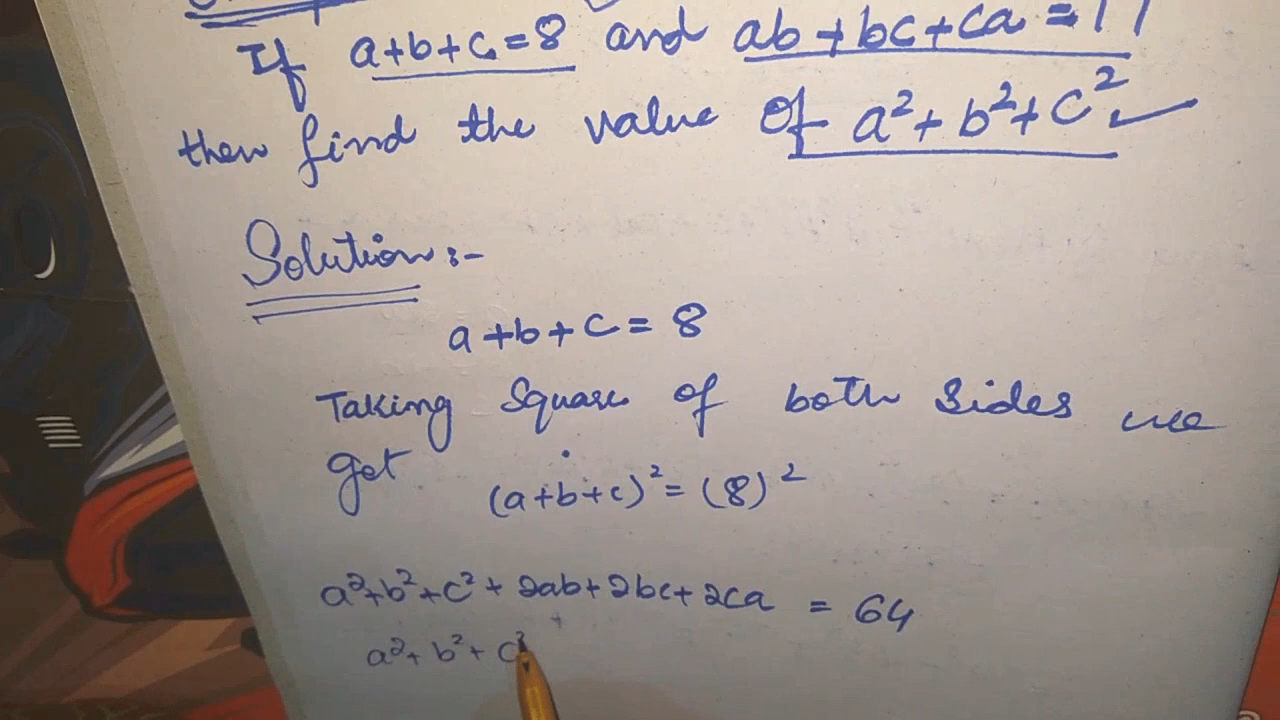 If a+b+c=8 and ab+bc+ca =
then find the value of a²+b²+c²
Solution:-
a+b+c=8
Taking Square of both sides we
get
(a+b+c)²=(8)²
a²+b²+c²+2ab+2bc+2ca = 64
a²+b²+c²